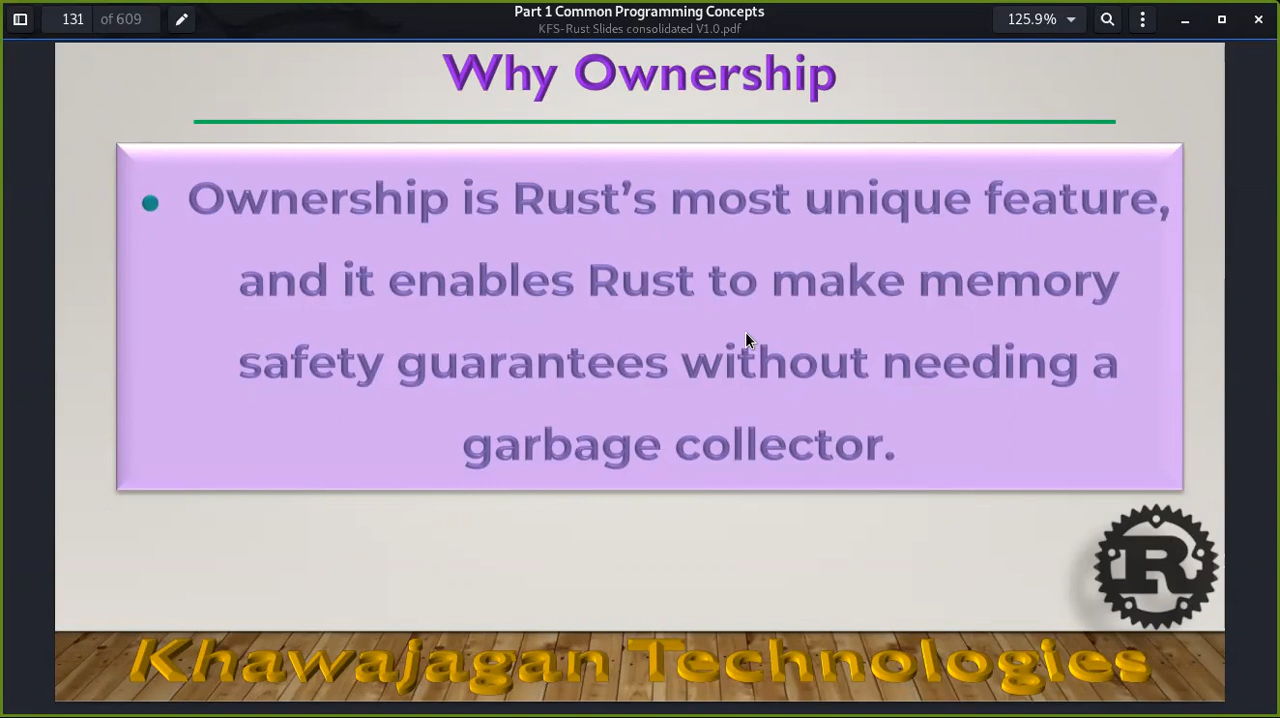 Part 1 Common Programming Concepts
131 of 609
KFS-Rust Slides consolidated V1.0.pdf
125.9%
Why Ownership
• Ownership is Rust’s most unique feature,
and it enables Rust to make memory
safety guarantees without needing a
garbage collector.
R
Khawajagan Technologies